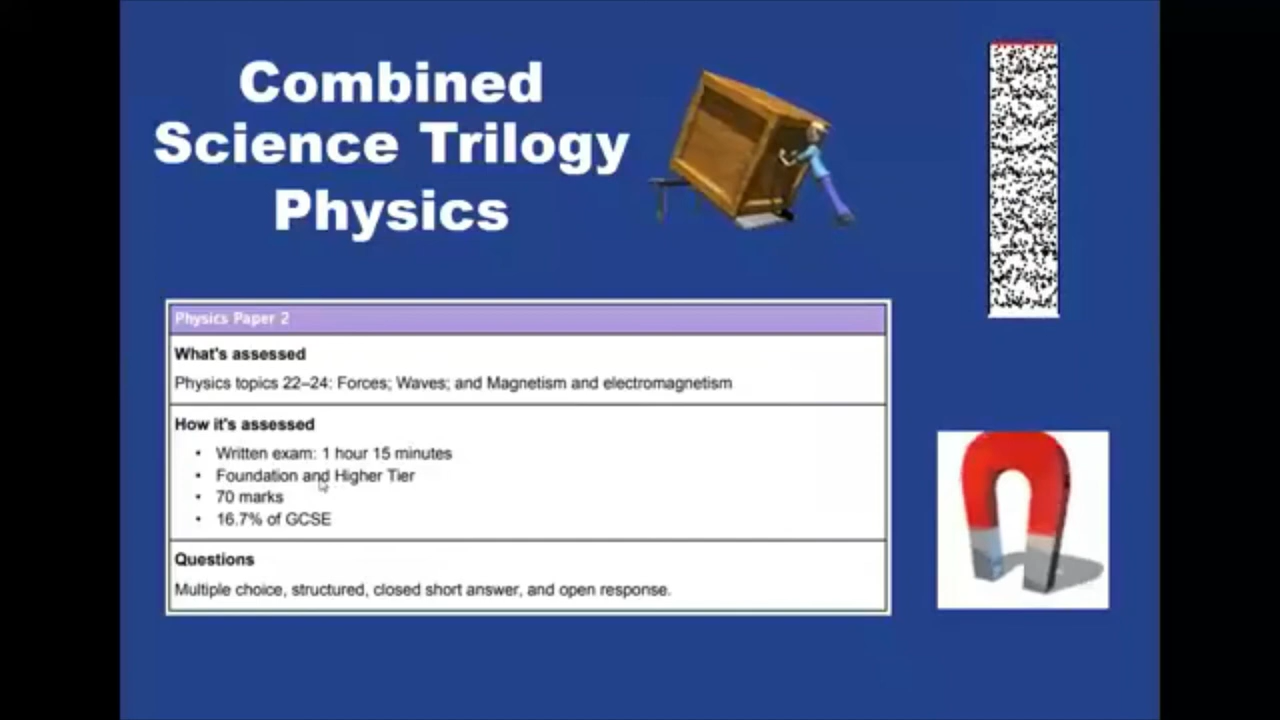 Combined
Science Trilogy
Physics
Physics Paper 2
What's assessed
Physics topics 22–24: Forces; Waves; and Magnetism and electromagnetism
How it's assessed
• Written exam: 1 hour 15 minutes
• Foundation and Higher Tier
• 70 marks
• 16.7% of GCSE
Questions
Multiple choice, structured, closed short answer, and open response.